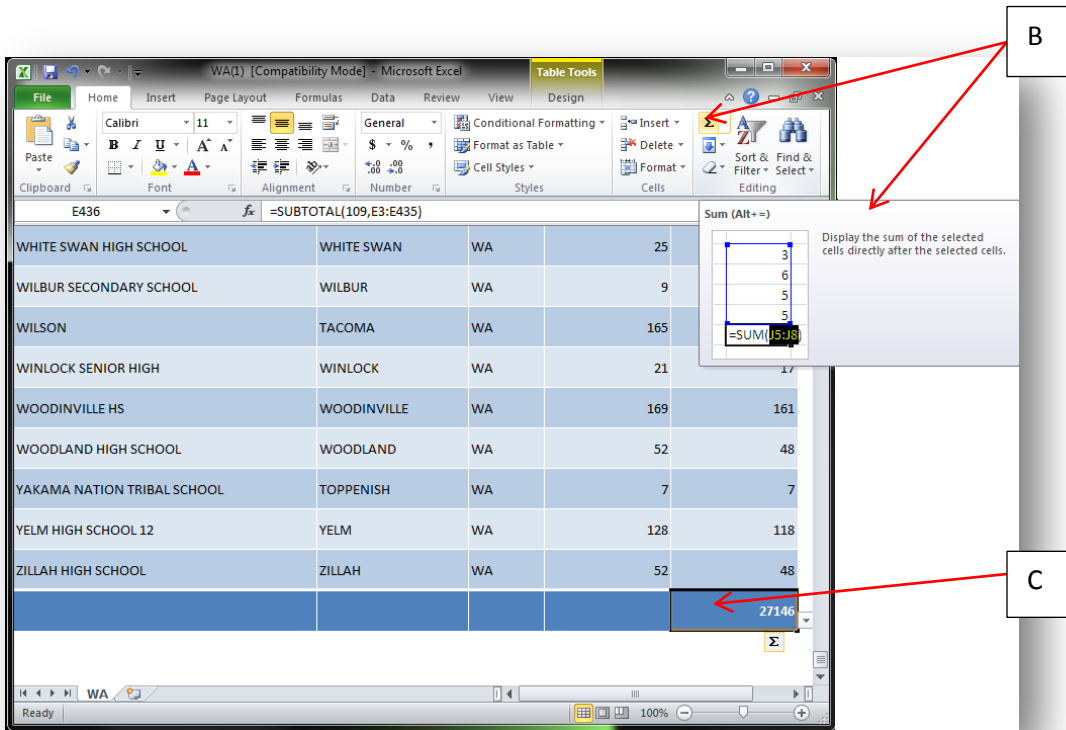 B
WA(1) [Compatibility Mode] - Microsoft Excel
Table Tools
File Home Insert Page Layout Formulas Data Review View Design
Calibri 11 General Conditional Formatting Insert Σ
Paste B I U A A $ % , Format as Table Delete Sort & Find &
A .00 .00 Cell Styles Format Filter Select
Clipboard Font Alignment Number Styles Cells Editing
E436 fx =SUBTOTAL(109,E3:E435)
Sum (Alt+=)
Display the sum of the selected
cells directly after the selected cells.
3
6
5
5
=SUM(J5:J8)
WHITE SWAN HIGH SCHOOL WHITE SWAN WA 25
WILBUR SECONDARY SCHOOL WILBUR WA 9
WILSON TACOMA WA 165
WINLOCK SENIOR HIGH WINLOCK WA 21 17
WOODINVILLE HS WOODINVILLE WA 169 161
WOODLAND HIGH SCHOOL WOODLAND WA 52 48
YAKAMA NATION TRIBAL SCHOOL TOPPENISH WA 7 7
YELM HIGH SCHOOL 12 YELM WA 128 118
ZILLAH HIGH SCHOOL ZILLAH WA 52 48
C
27146
Σ
WA
Ready 100%